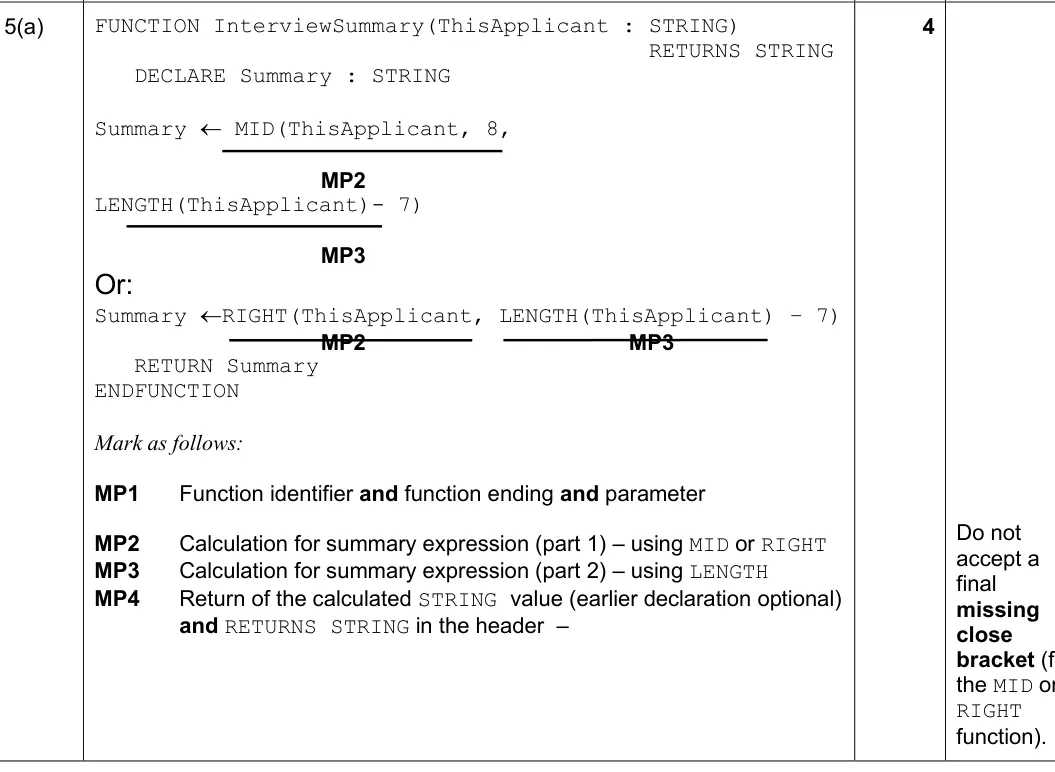 5(a)
FUNCTION InterviewSummary(ThisApplicant : STRING)
RETURNS STRING
DECLARE Summary : STRING
Summary ← MID(ThisApplicant, 8,
MP2
LENGTH(ThisApplicant)- 7)
MP3
Or:
Summary ←RIGHT(ThisApplicant, LENGTH(ThisApplicant) – 7)
MP2 MP3
RETURN Summary
ENDFUNCTION
Mark as follows:
MP1 Function identifier and function ending and parameter
MP2 Calculation for summary expression (part 1) – using MID or RIGHT
MP3 Calculation for summary expression (part 2) – using LENGTH
MP4 Return of the calculated STRING value (earlier declaration optional)
and RETURNS STRING in the header –
4
Do not
accept a
final
missing
close
bracket (f
the MID or
RIGHT
function).